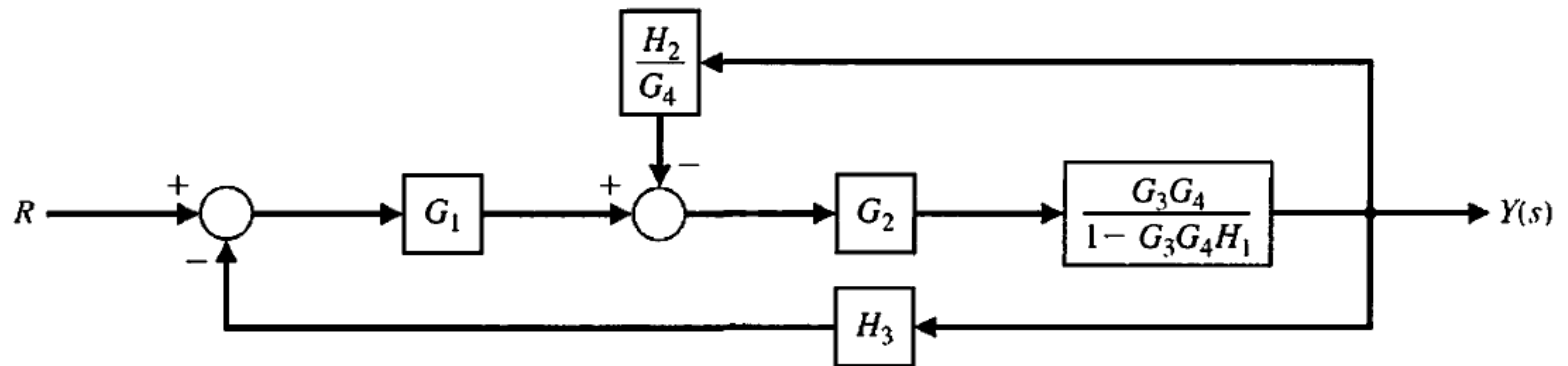 H₂
G₄
−
R
+
G₁
+
G₂
G₃G₄
1 − G₃G₄H₁
Y(s)
−
H₃